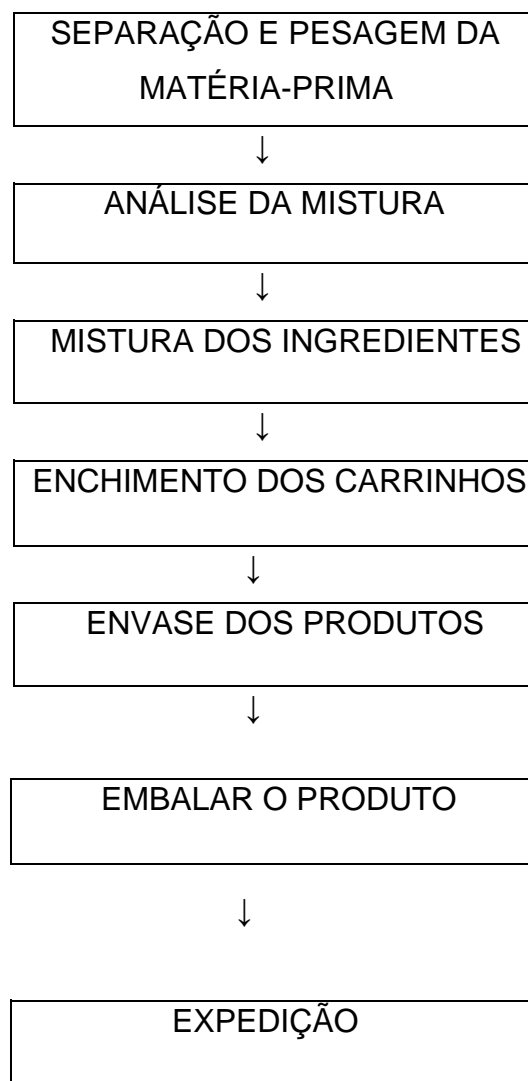 SEPARAÇÃO E PESAGEM DA
MATÉRIA-PRIMA
↓
ANÁLISE DA MISTURA
↓
MISTURA DOS INGREDIENTES
↓
ENCHIMENTO DOS CARRINHOS
↓
ENVASE DOS PRODUTOS
↓
EMBALAR O PRODUTO
↓
EXPEDIÇÃO